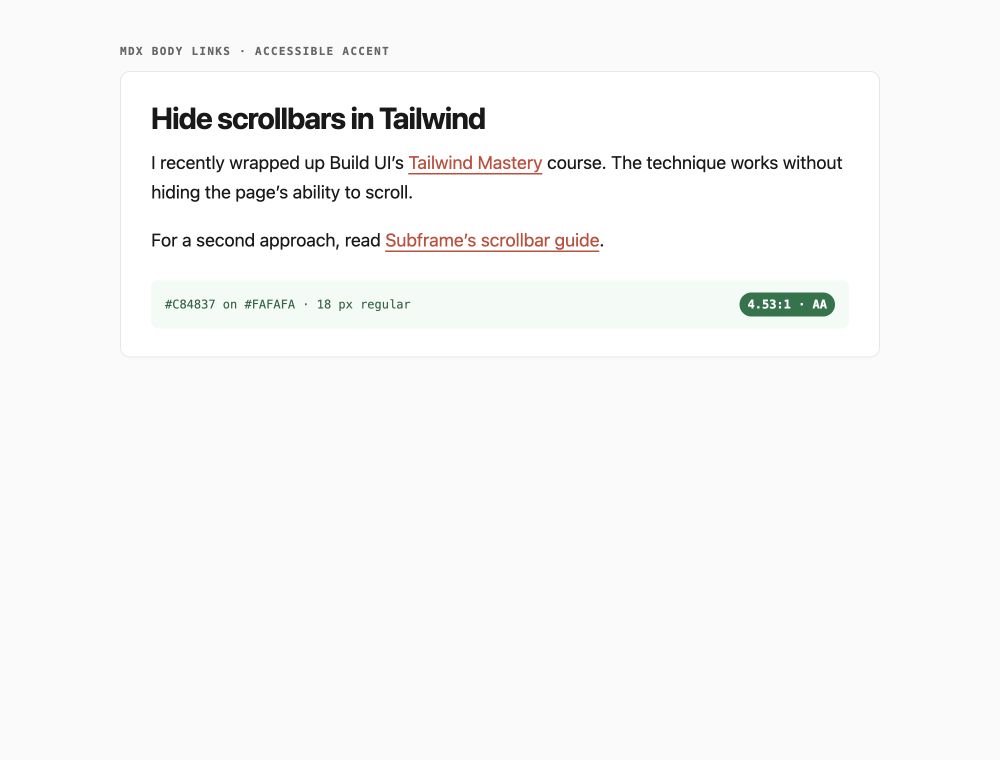 MDX BODY LINKS · ACCESSIBLE ACCENT
Hide scrollbars in Tailwind
I recently wrapped up Build UI’s Tailwind Mastery course. The technique works without
hiding the page’s ability to scroll.
For a second approach, read Subframe’s scrollbar guide.
#C84837 on #FAFAFA · 18 px regular
4.53:1 · AA